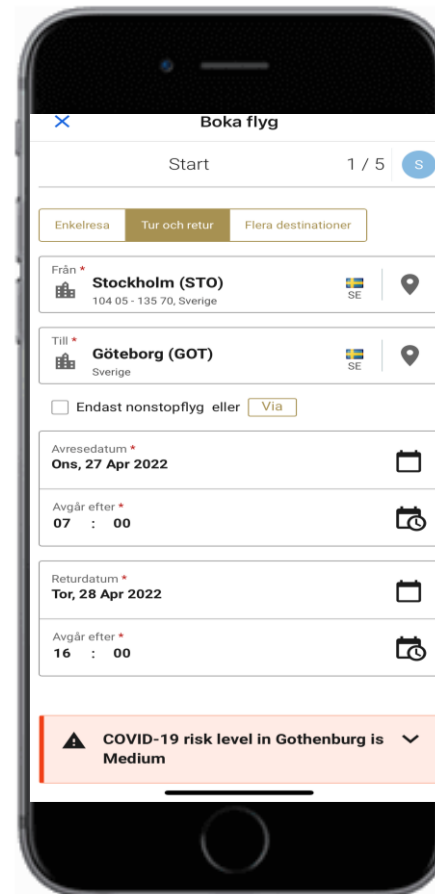 Boka flyg
Start 1 / 5 S
Enkelresa Tur och retur Flera destinationer
Från *
Stockholm (STO)
104 05 - 135 70, Sverige
SE
Till *
Göteborg (GOT)
Sverige
SE
Endast nonstopflyg eller Via
Avresedatum *
Ons, 27 Apr 2022
Avgår efter *
07 : 00
Returdatum *
Tor, 28 Apr 2022
Avgår efter *
16 : 00
COVID-19 risk level in Gothenburg is
Medium